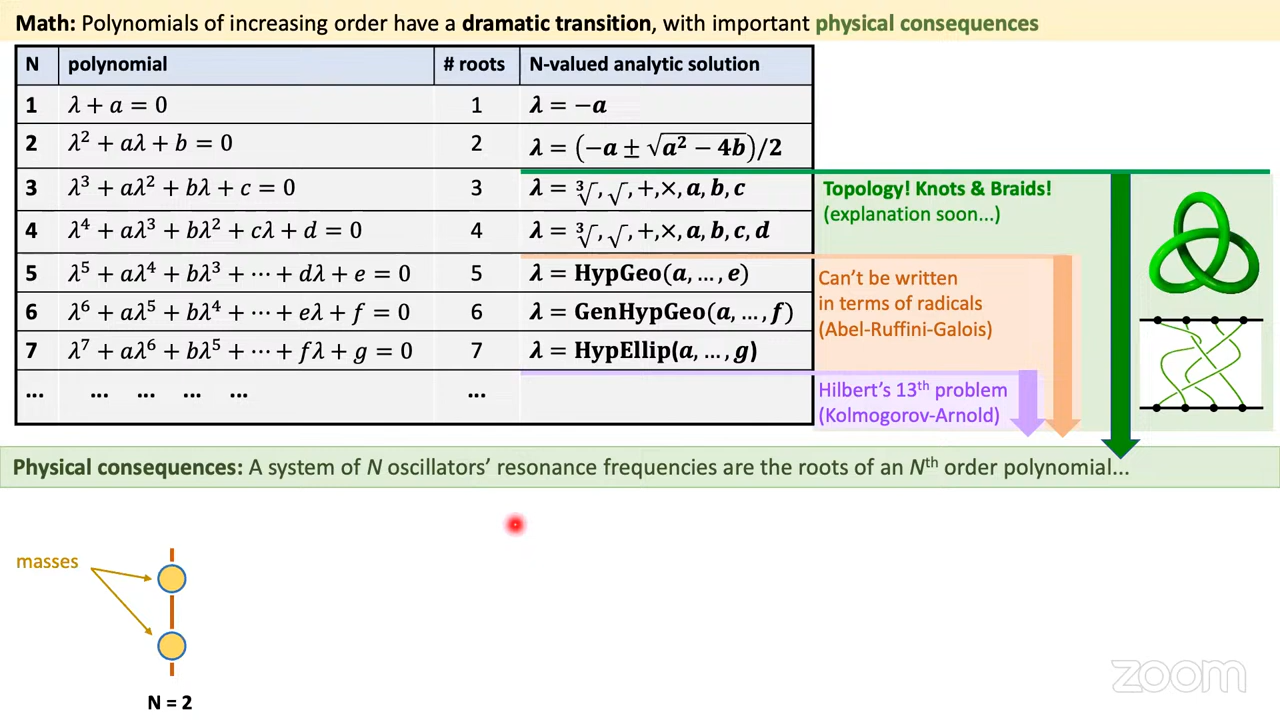 Math: Polynomials of increasing order have a dramatic transition, with important physical consequences
N polynomial # roots N-valued analytic solution
1 λ + a = 0 1 λ = −a
2 λ² + aλ + b = 0 2 λ = (−a ± √(a² − 4b))/2
3 λ³ + aλ² + bλ + c = 0 3 λ = ∛, √, +, ×, a, b, c
4 λ⁴ + aλ³ + bλ² + cλ + d = 0 4 λ = ∛, √, +, ×, a, b, c, d
5 λ⁵ + aλ⁴ + bλ³ + ⋯ + dλ + e = 0 5 λ = HypGeo(a, …, e)
6 λ⁶ + aλ⁵ + bλ⁴ + ⋯ + eλ + f = 0 6 λ = GenHypGeo(a, …, f)
7 λ⁷ + aλ⁶ + bλ⁵ + ⋯ + fλ + g = 0 7 λ = HypEllip(a, …, g)
... ... ... ... ... ...
Topology! Knots & Braids!
(explanation soon...)
Can't be written
in terms of radicals
(Abel-Ruffini-Galois)
Hilbert's 13th problem
(Kolmogorov-Arnold)
Physical consequences: A system of N oscillators' resonance frequencies are the roots of an Nth order polynomial...
masses
N = 2
zoom